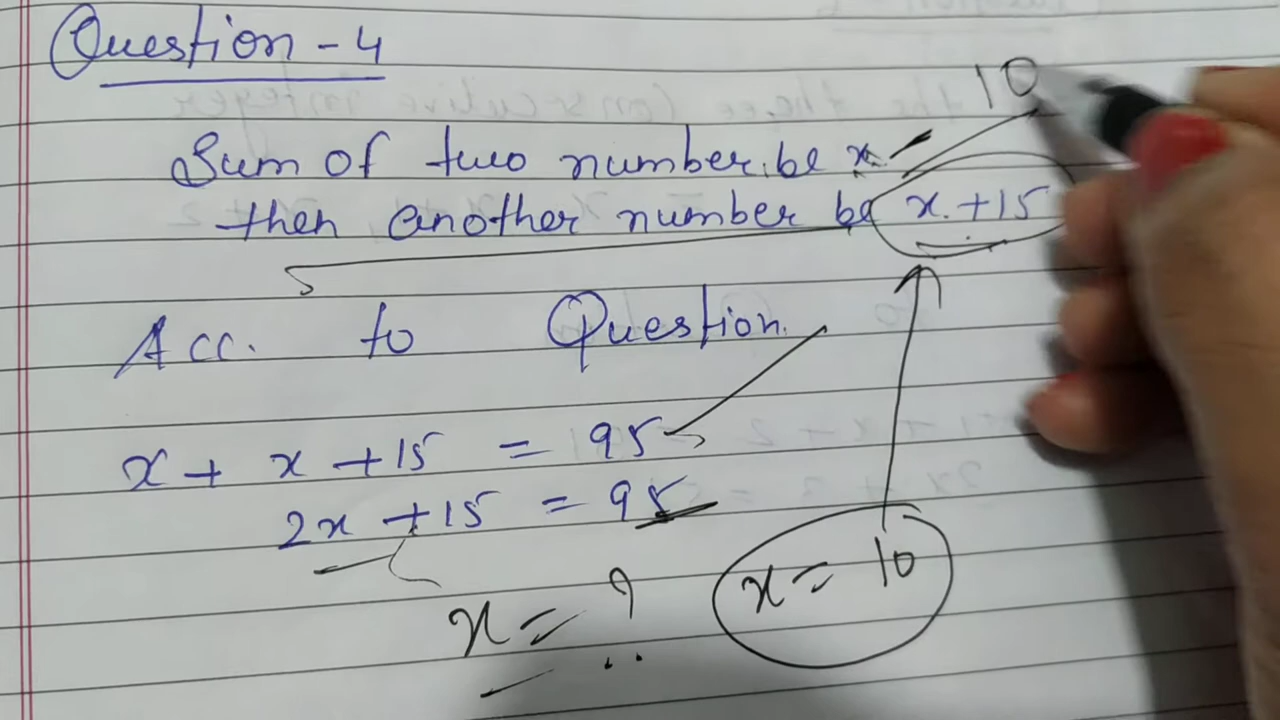 Question - 4
10
Sum of two number be x
then another number be x + 15
Acc. to Question.
x + x + 15 = 95
2x + 15 = 95
x = ?
x = 10